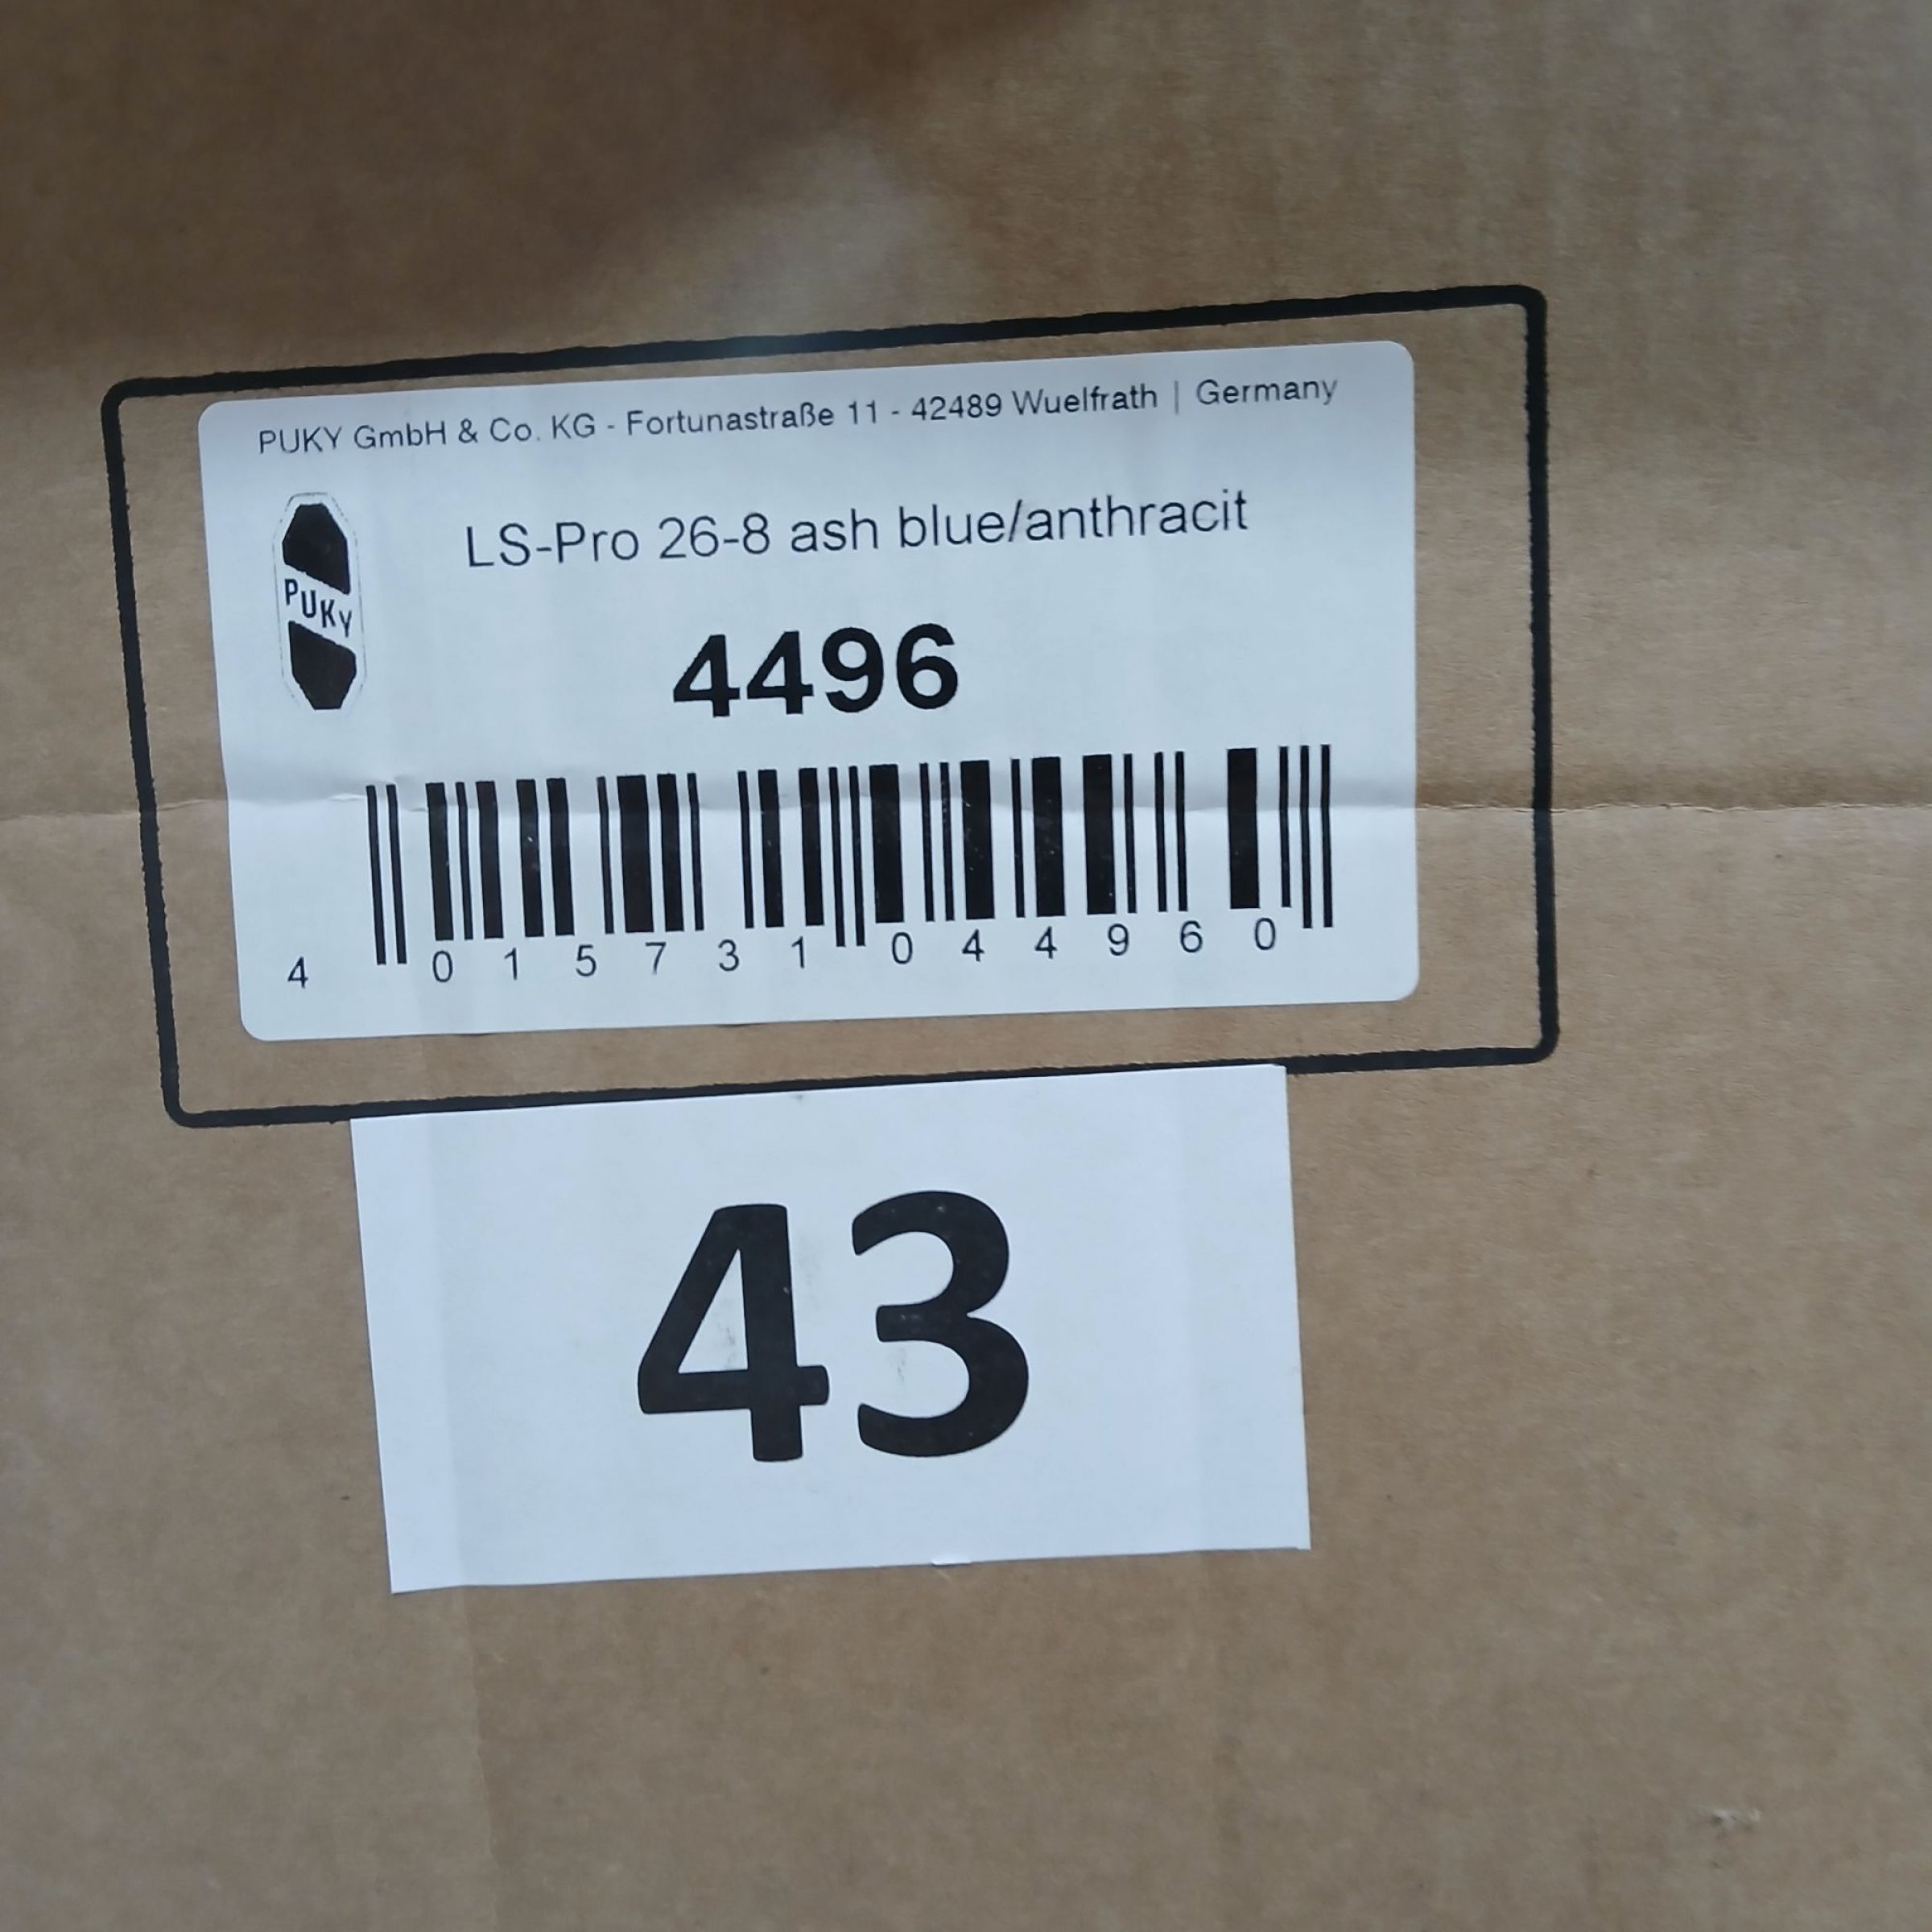 PUKY GmbH & Co. KG - Fortunastraße 11 - 42489 Wuelfrath | Germany
PUKY
LS-Pro 26-8 ash blue/anthracit
4496
4 015731 044960
43